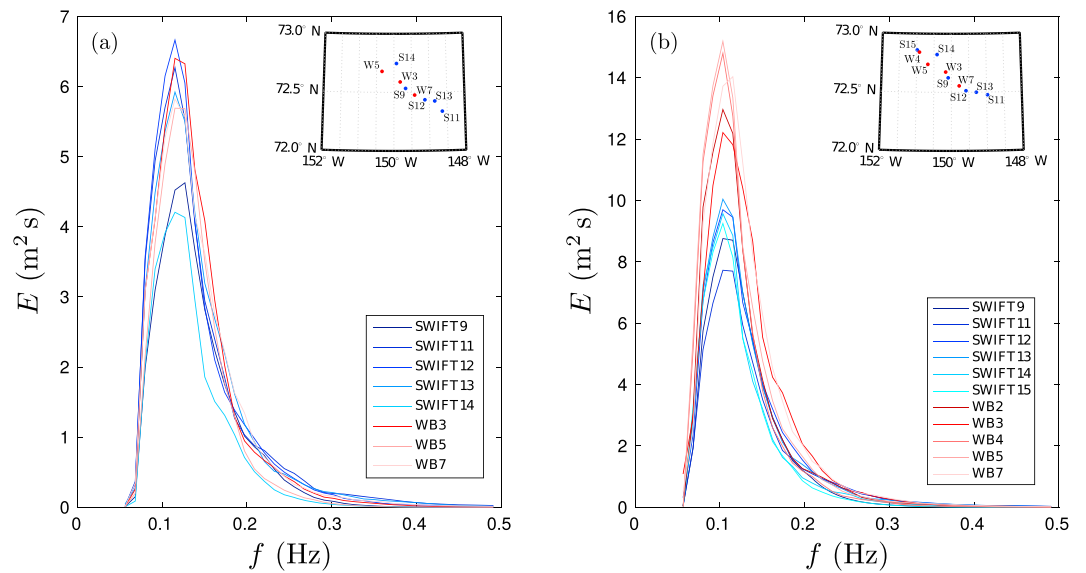 (a)
7
6
5
4
3
2
1
0
E (m² s)
0
0.1
0.2
0.3
0.4
0.5
f (Hz)
73.0° N
72.5° N
72.0° N
152° W
150° W
148° W
S14
W5
W3
S9
W7
S13
S12
S11
SWIFT9
SWIFT11
SWIFT12
SWIFT13
SWIFT14
WB3
WB5
WB7
(b)
16
14
12
10
8
6
4
2
0
E (m² s)
0
0.1
0.2
0.3
0.4
0.5
f (Hz)
73.0° N
72.5° N
72.0° N
152° W
150° W
148° W
S15
S14
W4
W5
W3
S9
W7
S13
S12
S11
SWIFT9
SWIFT11
SWIFT12
SWIFT13
SWIFT14
SWIFT15
WB2
WB3
WB4
WB5
WB7